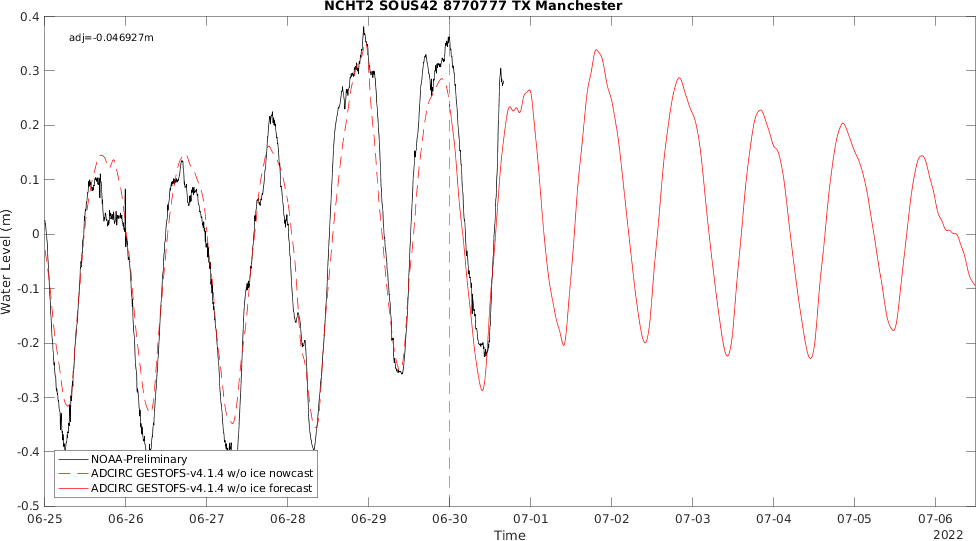 NCHT2 SOUS42 8770777 TX Manchester
adj=-0.046927m
0.4
0.3
0.2
0.1
0
-0.1
-0.2
-0.3
-0.4
-0.5
Water Level (m)
NOAA-Preliminary
ADCIRC GESTOFS-v4.1.4 w/o ice nowcast
ADCIRC GESTOFS-v4.1.4 w/o ice forecast
06-25 06-26 06-27 06-28 06-29 06-30 07-01 07-02 07-03 07-04 07-05 07-06
Time
2022